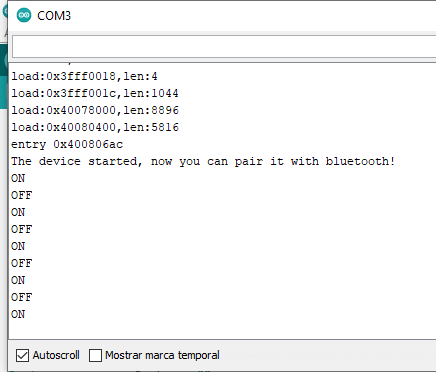 COM3
load:0x3fff0018,len:4
load:0x3fff001c,len:1044
load:0x40078000,len:8896
load:0x40080400,len:5816
entry 0x400806ac
The device started, now you can pair it with bluetooth!
ON
OFF
ON
OFF
ON
OFF
ON
OFF
ON
Autoscroll Mostrar marca temporal